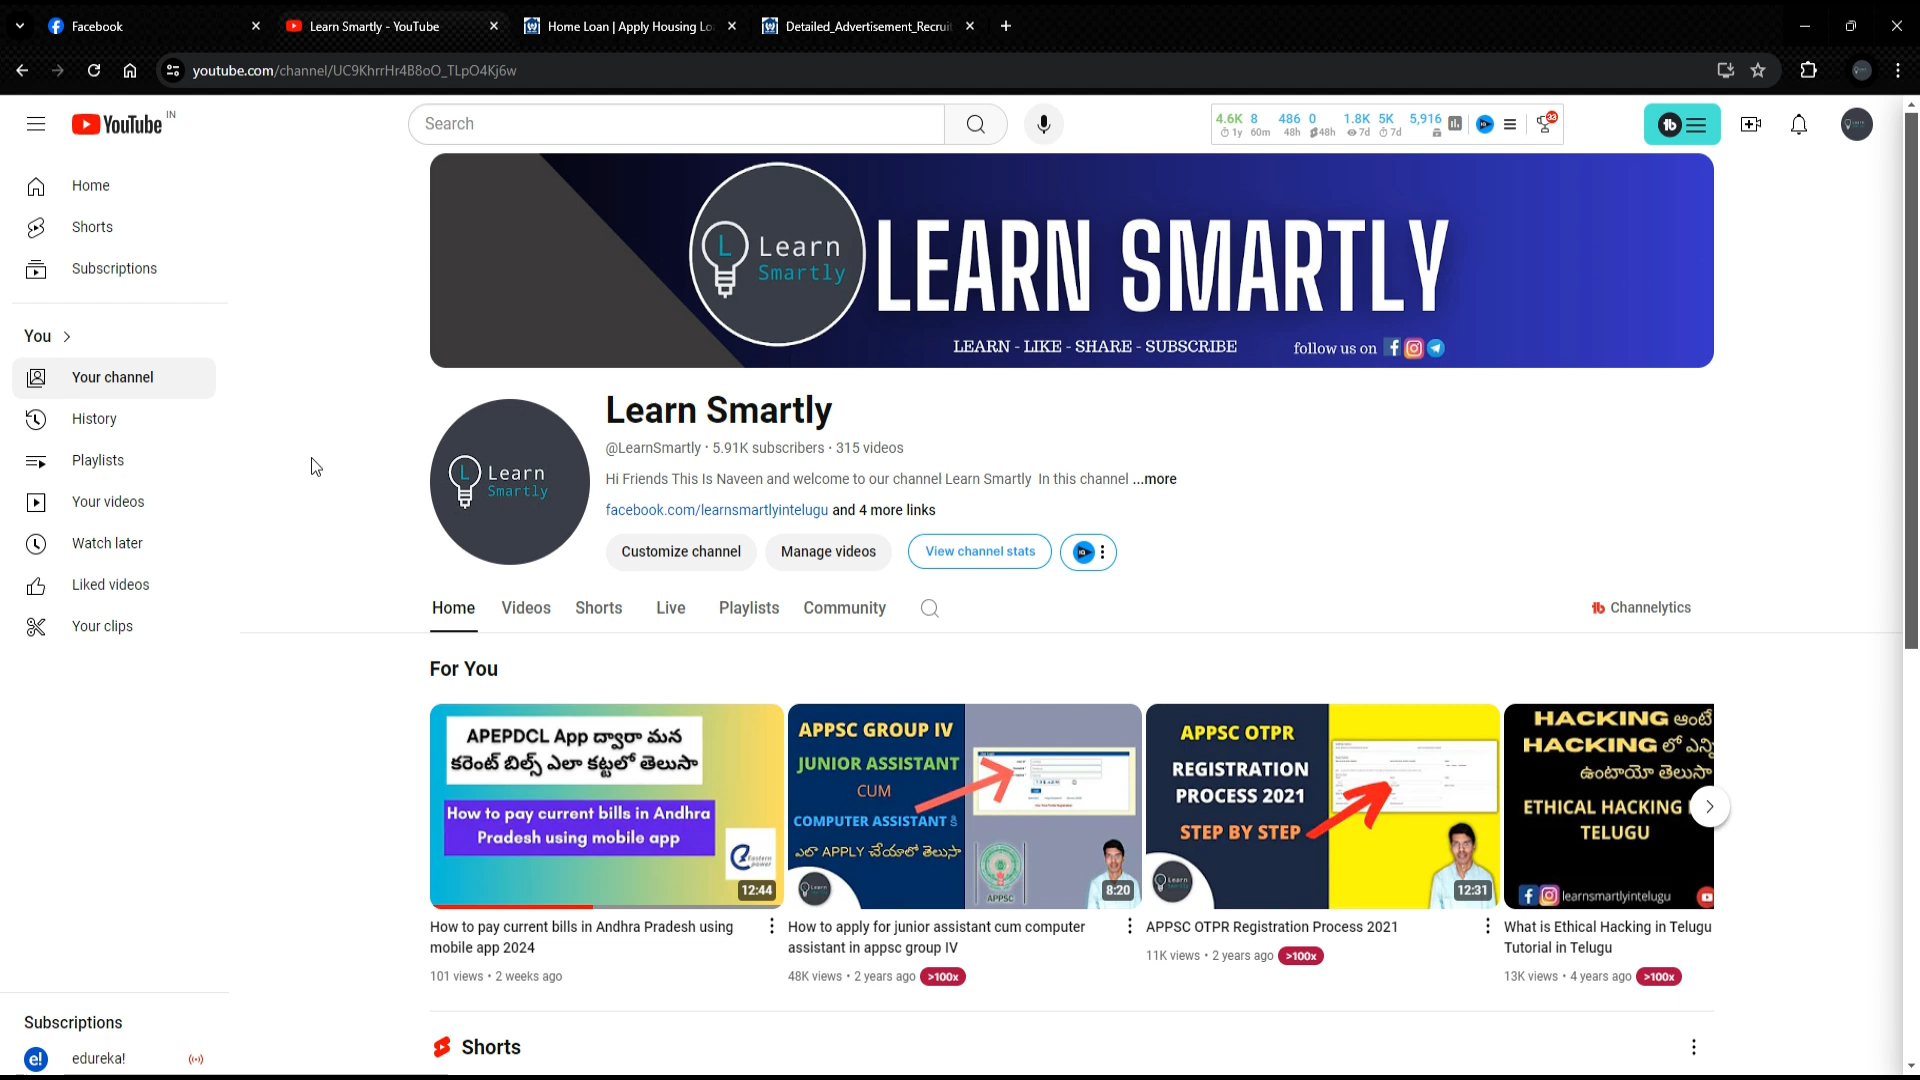 Facebook
Learn Smartly - YouTube
Home Loan | Apply Housing Lo
Detailed_Advertisement_Recruit
youtube.com/channel/UC9KhrrHr4B8oO_TLpO4Kj6w
YouTube IN
Search
4.6K 8 486 0 1.8K 5K 5,916
1y 60m 48h 48h 7d 7d
33
tb
Home
Shorts
Subscriptions
You
Your channel
History
Playlists
Your videos
Watch later
Liked videos
Your clips
Subscriptions
e! edureka!
L Learn Smartly
LEARN SMARTLY
LEARN - LIKE - SHARE - SUBSCRIBE
follow us on
L Learn Smartly
Learn Smartly
@LearnSmartly · 5.91K subscribers · 315 videos
Hi Friends This Is Naveen and welcome to our channel Learn Smartly In this channel ...more
facebook.com/learnsmartlyintelugu and 4 more links
Customize channel
Manage videos
View channel stats
Home
Videos
Shorts
Live
Playlists
Community
tb Channelytics
For You
APEPDCL App ద్వారా మన
కరెంట్ బిల్స్ ఎలా కట్టలో తెలుసా
How to pay current bills in Andhra
Pradesh using mobile app
Eastern power
12:44
How to pay current bills in Andhra Pradesh using
mobile app 2024
101 views • 2 weeks ago
APPSC GROUP IV
JUNIOR ASSISTANT
CUM
COMPUTER ASSISTANT కి
ఎలా APPLY చేయాలో తెలుసా
Learn
APPSC
8:20
How to apply for junior assistant cum computer
assistant in appsc group IV
48K views • 2 years ago >100x
APPSC OTPR
REGISTRATION
PROCESS 2021
STEP BY STEP
Learn
12:31
APPSC OTPR Registration Process 2021
11K views • 2 years ago >100x
HACKING అంటే
HACKING లో ఎన్ని
ఉంటాయో తెలుసా
ETHICAL HACKING
TELUGU
learnsmartlyintelugu
What is Ethical Hacking in Telugu
Tutorial in Telugu
13K views • 4 years ago >100x
Shorts